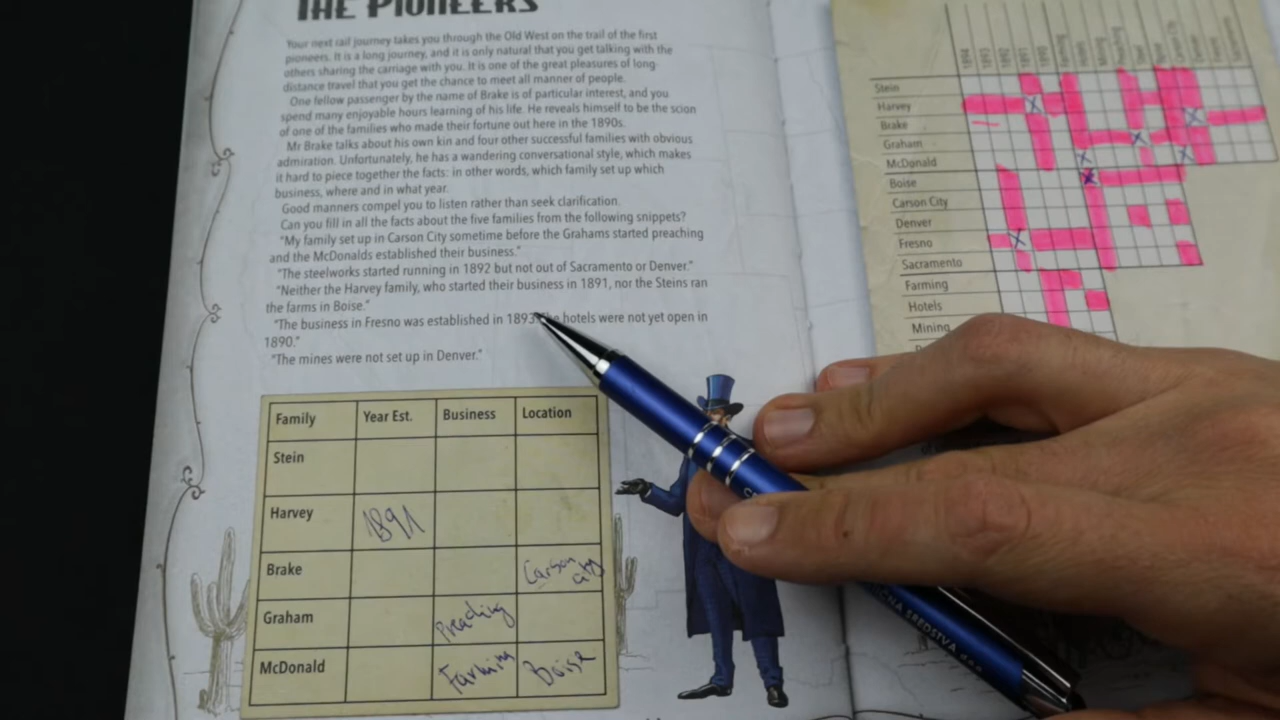 THE PIONEERS
Your next rail journey takes you through the Old West on the trail of the first
pioneers. It is a long journey, and it is only natural that you get talking with the
others sharing the carriage with you. It is one of the great pleasures of long-
distance travel that you get the chance to meet all manner of people.
One fellow passenger by the name of Brake is of particular interest, and you
spend many enjoyable hours learning of his life. He reveals himself to be the scion
of one of the families who made their fortune out here in the 1890s.
Mr Brake talks about his own kin and four other successful families with obvious
admiration. Unfortunately, he has a wandering conversational style, which makes
it hard to piece together the facts: in other words, which family set up which
business, where and in what year.
Good manners compel you to listen rather than seek clarification.
Can you fill in all the facts about the five families from the following snippets?
"My family set up in Carson City sometime before the Grahams started preaching
and the McDonalds established their business."
"The steelworks started running in 1892 but not out of Sacramento or Denver."
"Neither the Harvey family, who started their business in 1891, nor the Steins ran
the farms in Boise."
"The business in Fresno was established in 1893. The hotels were not yet open in
1890."
"The mines were not set up in Denver."
Family Year Est. Business Location
Stein
Harvey 1891
Brake Carson City
Graham Preaching
McDonald Farming Boise
Stein
Harvey
Brake
Graham
McDonald
Boise
Carson City
Denver
Fresno
Sacramento
Farming
Hotels
Mining
SREDSTVA